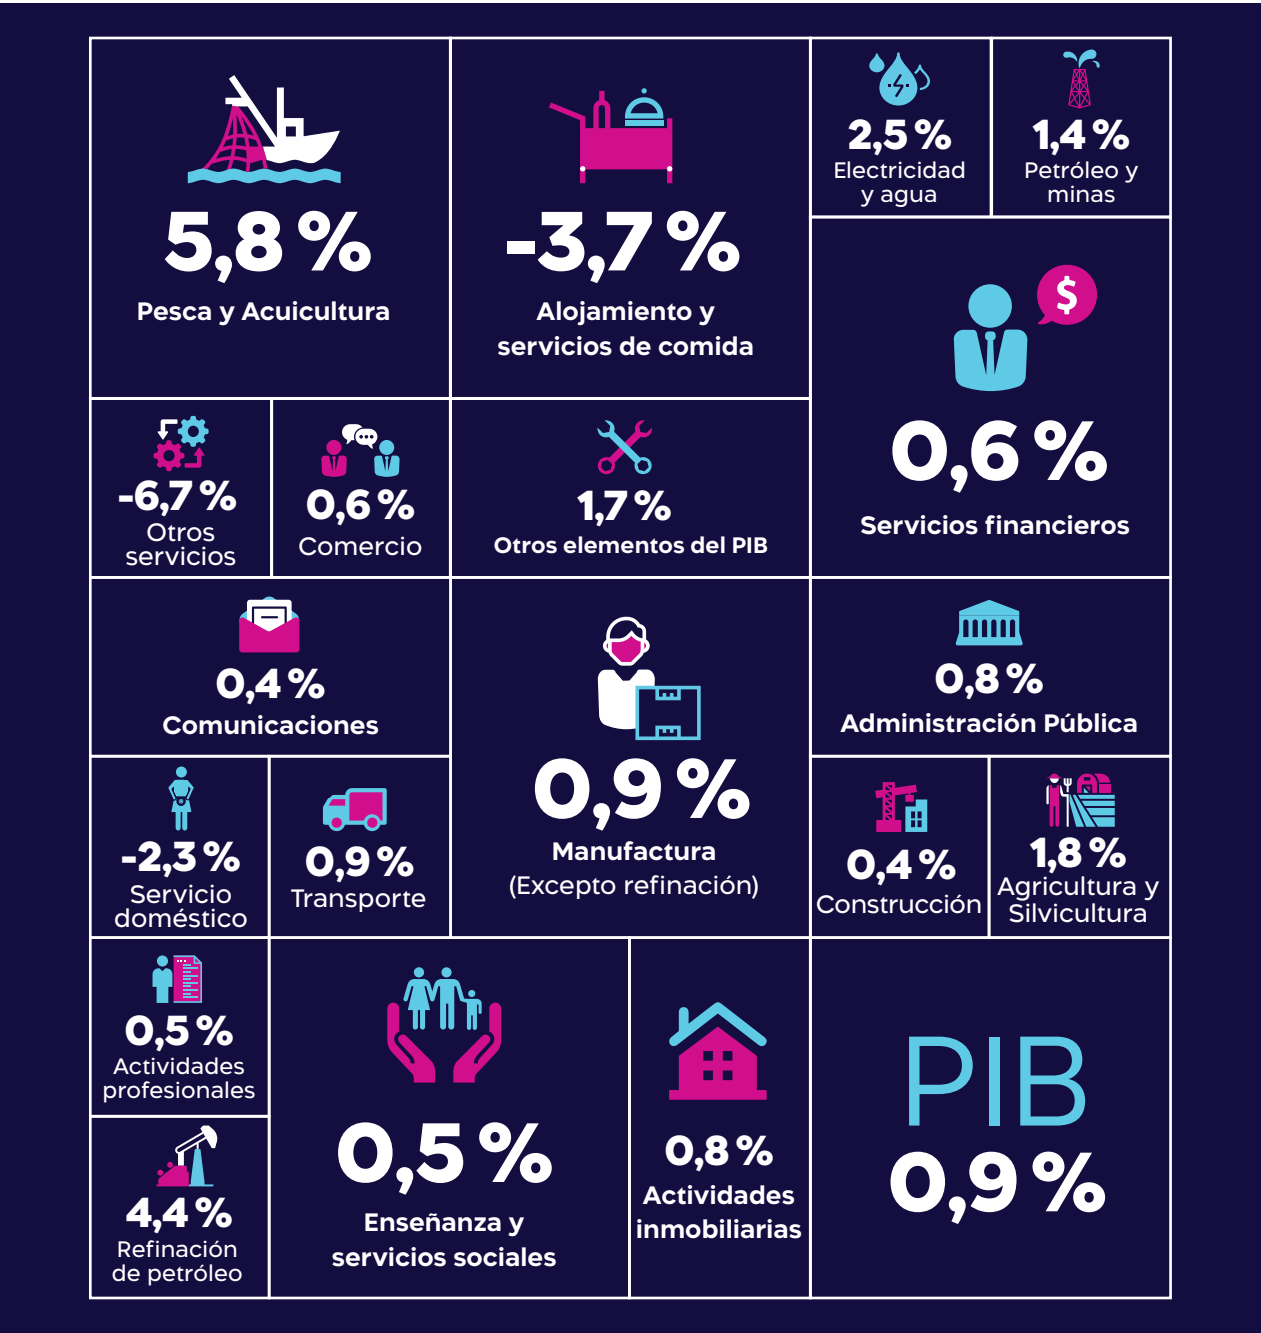 5,8 %
Pesca y Acuicultura
-3,7 %
Alojamiento y
servicios de comida
2,5 %
Electricidad
y agua
1,4 %
Petróleo y
minas
$
0,6 %
Servicios financieros
-6,7 %
Otros
servicios
0,6 %
Comercio
1,7 %
Otros elementos del PIB
0,4 %
Comunicaciones
0,9 %
Manufactura
(Excepto refinación)
0,8 %
Administración Pública
-2,3 %
Servicio
doméstico
0,9 %
Transporte
0,4 %
Construcción
1,8 %
Agricultura y
Silvicultura
0,5 %
Actividades
profesionales
4,4 %
Refinación
de petróleo
0,5 %
Enseñanza y
servicios sociales
0,8 %
Actividades
inmobiliarias
PIB
0,9 %